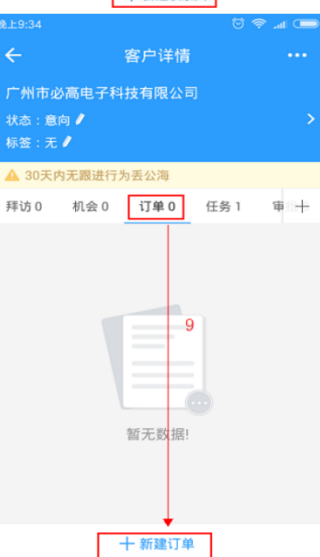 晚上9:34
客户详情
广州市必高电子科技有限公司
状态：意向
标签：无
30天内无跟进行为丢公海
拜访 0 机会 0 订单 0 任务 1 审
9
暂无数据!
新建订单